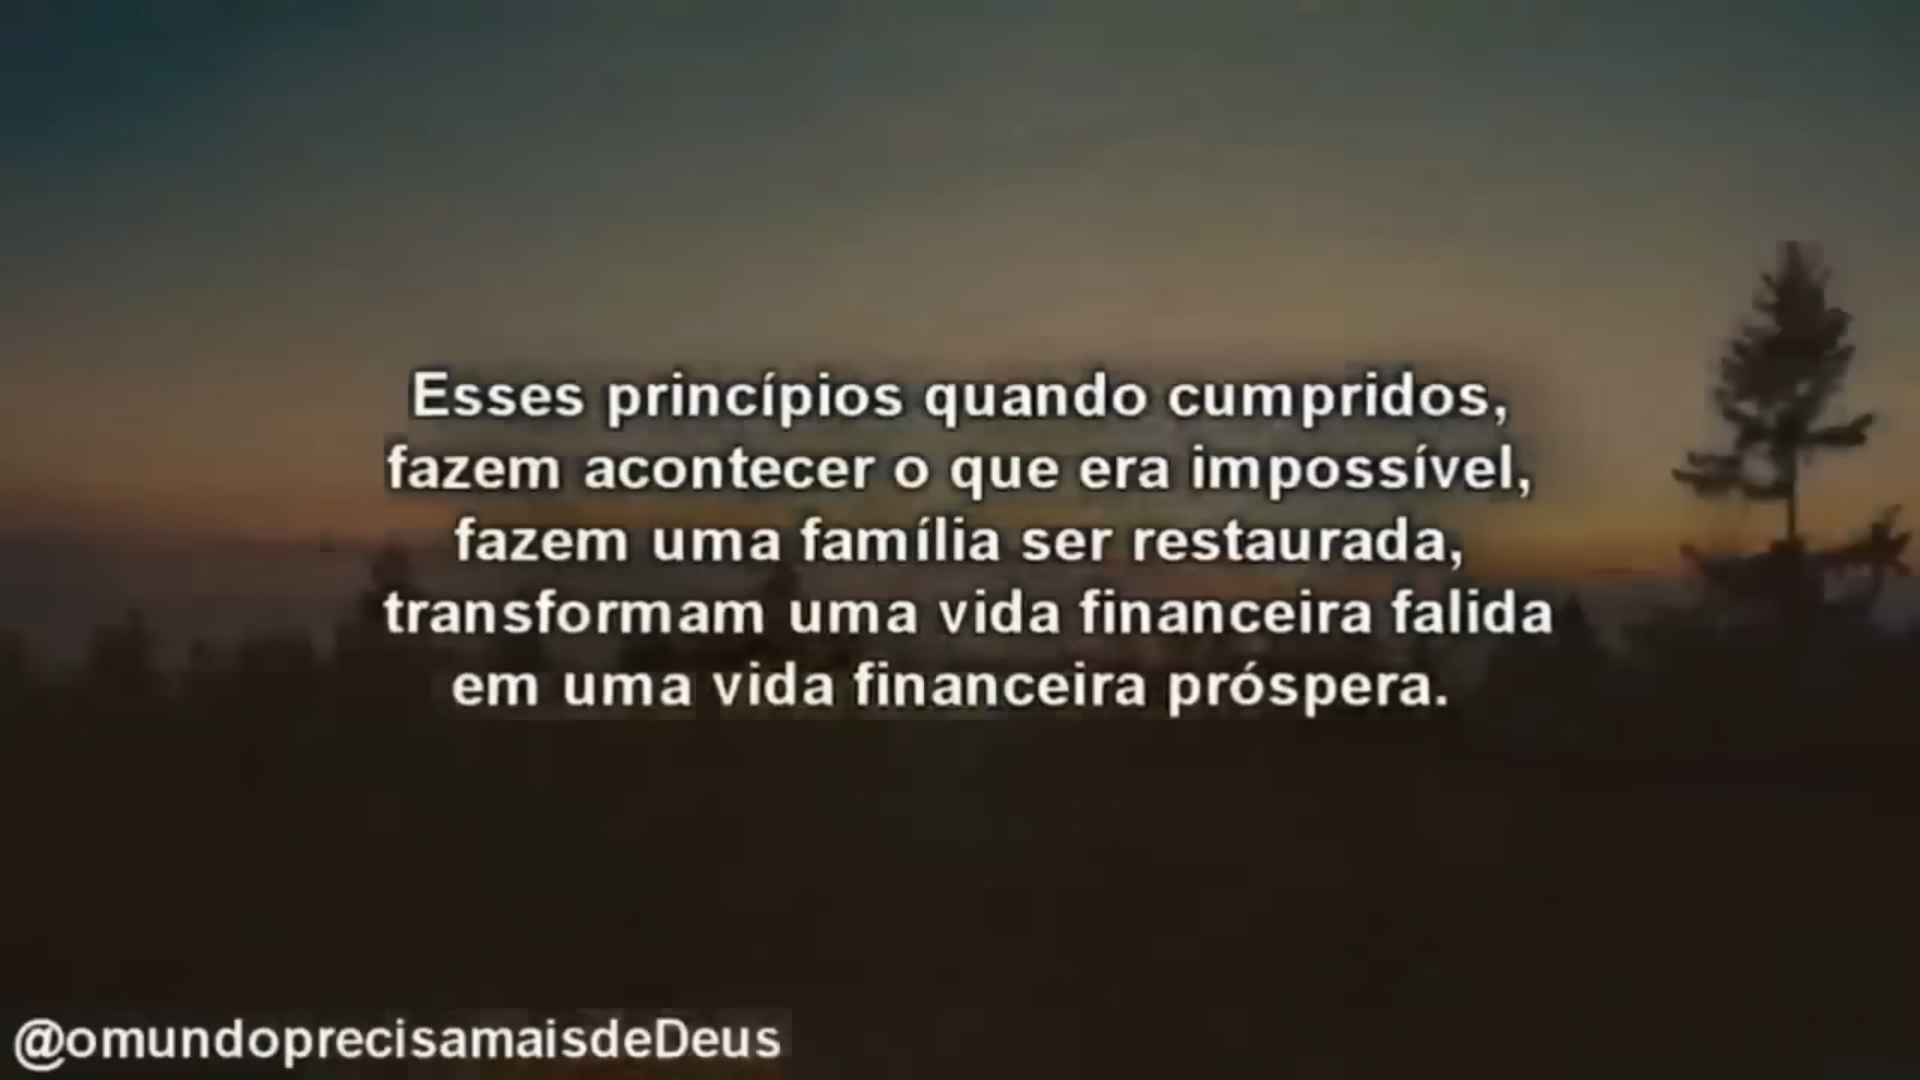 Esses princípios quando cumpridos,
fazem acontecer o que era impossível,
fazem uma família ser restaurada,
transformam uma vida financeira falida
em uma vida financeira próspera.
@omundoprecisamaisdeDeus